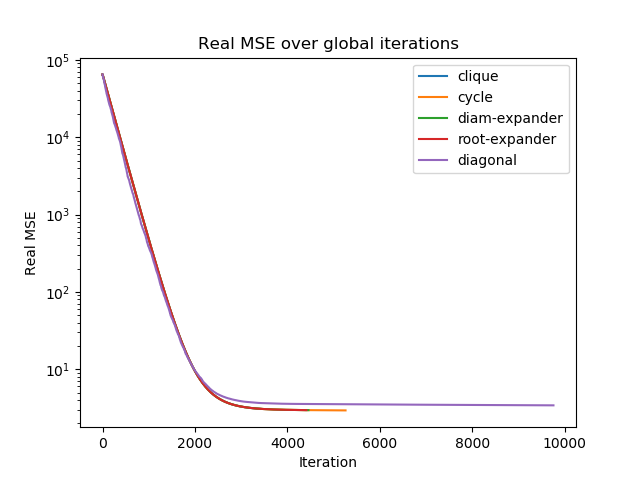 Real MSE over global iterations
10^5
10^4
10^3
10^2
10^1
Real MSE
clique
cycle
diam-expander
root-expander
diagonal
0 2000 4000 6000 8000 10000
Iteration